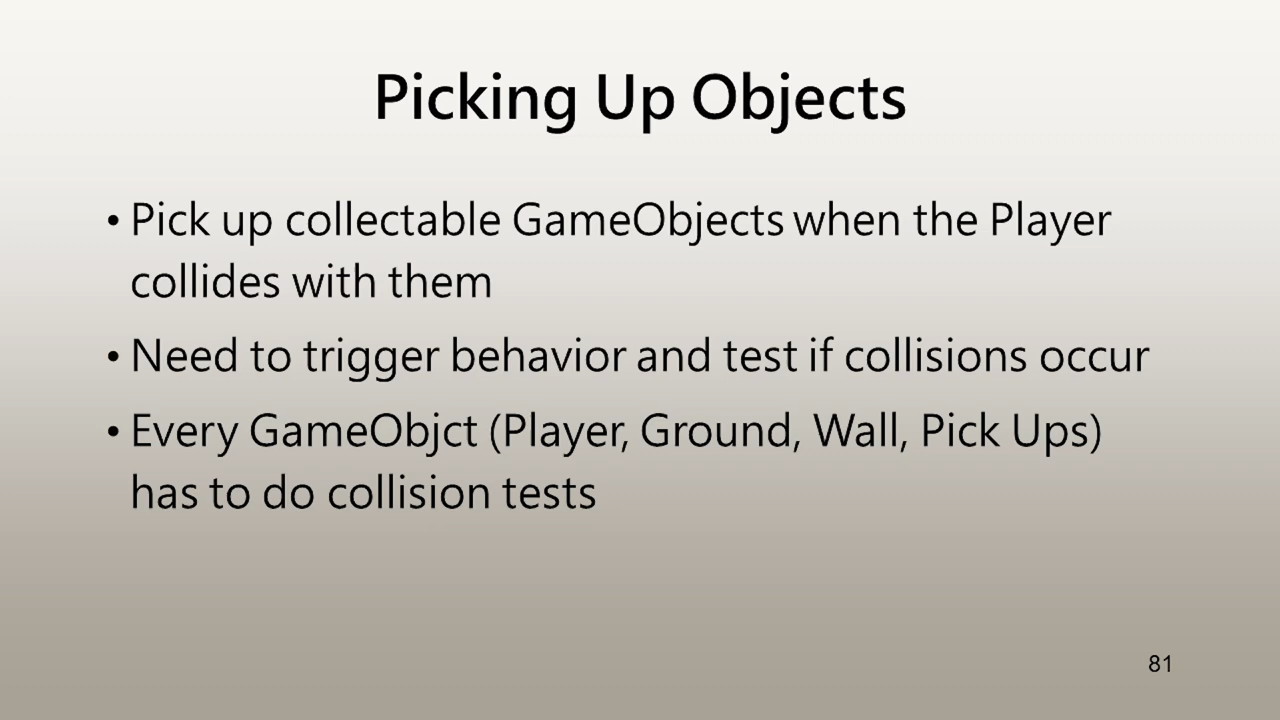 Picking Up Objects
• Pick up collectable GameObjects when the Player
collides with them
• Need to trigger behavior and test if collisions occur
• Every GameObjct (Player, Ground, Wall, Pick Ups)
has to do collision tests
81